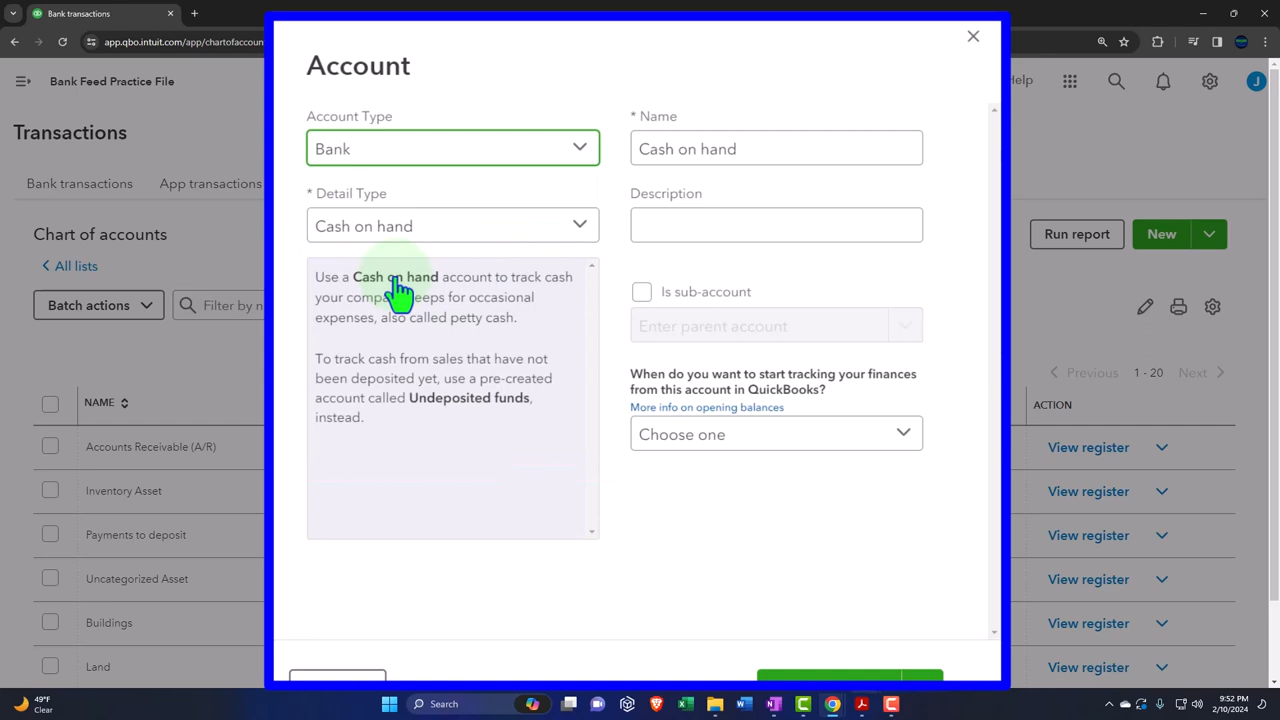 Transactions
app.qbo.intuit.com/app/chartofaccoun
Bank Feed Practice File
Help
J
Transactions
Bank transactions
App transactions
Chart of accounts
All lists
Batch actions
Filter by n
Run report
New
Previous
1 - 20
Next
NAME
ACTION
Accounts Receivable (A/R)
View register
Inventory Asset
View register
Payments to deposit
View register
Uncategorized Asset
View register
Buildings
View register
Land
View register
Account
Account Type
Bank
* Detail Type
Cash on hand
Use a Cash on hand account to track cash
your company keeps for occasional
expenses, also called petty cash.
To track cash from sales that have not
been deposited yet, use a pre-created
account called Undeposited funds,
instead.
* Name
Cash on hand
Description
Is sub-account
Enter parent account
When do you want to start tracking your finances
from this account in QuickBooks?
More info on opening balances
Choose one
49°F
Clear
Search
9:52 PM